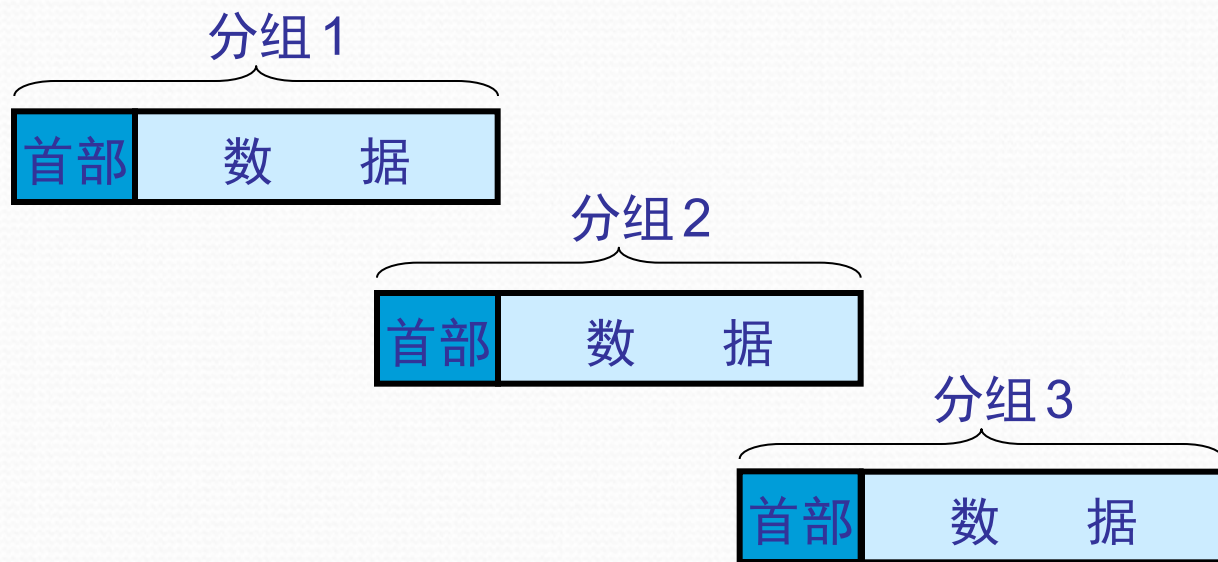 分组 1
首部 数 据
分组 2
首部 数 据
分组 3
首部 数 据